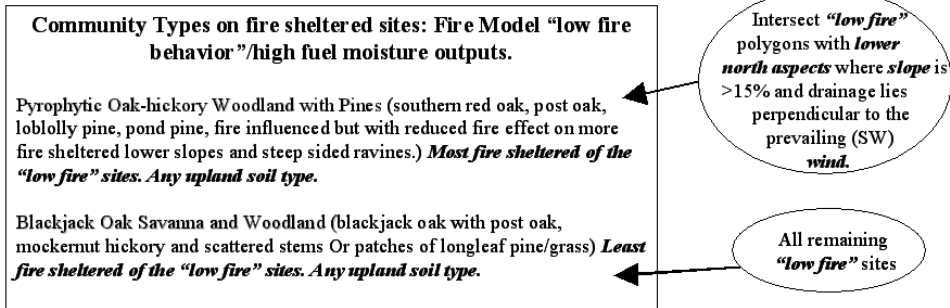 Community Types on fire sheltered sites: Fire Model “low fire
behavior”/high fuel moisture outputs.
Pyrophytic Oak-hickory Woodland with Pines (southern red oak, post oak,
loblolly pine, pond pine, fire influenced but with reduced fire effect on more
fire sheltered lower slopes and steep sided ravines.) Most fire sheltered of the
“low fire” sites. Any upland soil type.
Blackjack Oak Savanna and Woodland (blackjack oak with post oak,
mockernut hickory and scattered stems Or patches of longleaf pine/grass) Least
fire sheltered of the “low fire” sites. Any upland soil type.
Intersect “low fire”
polygons with lower
north aspects where slope is
>15% and drainage lies
perpendicular to the
prevailing (SW)
wind.
All remaining
“low fire” sites